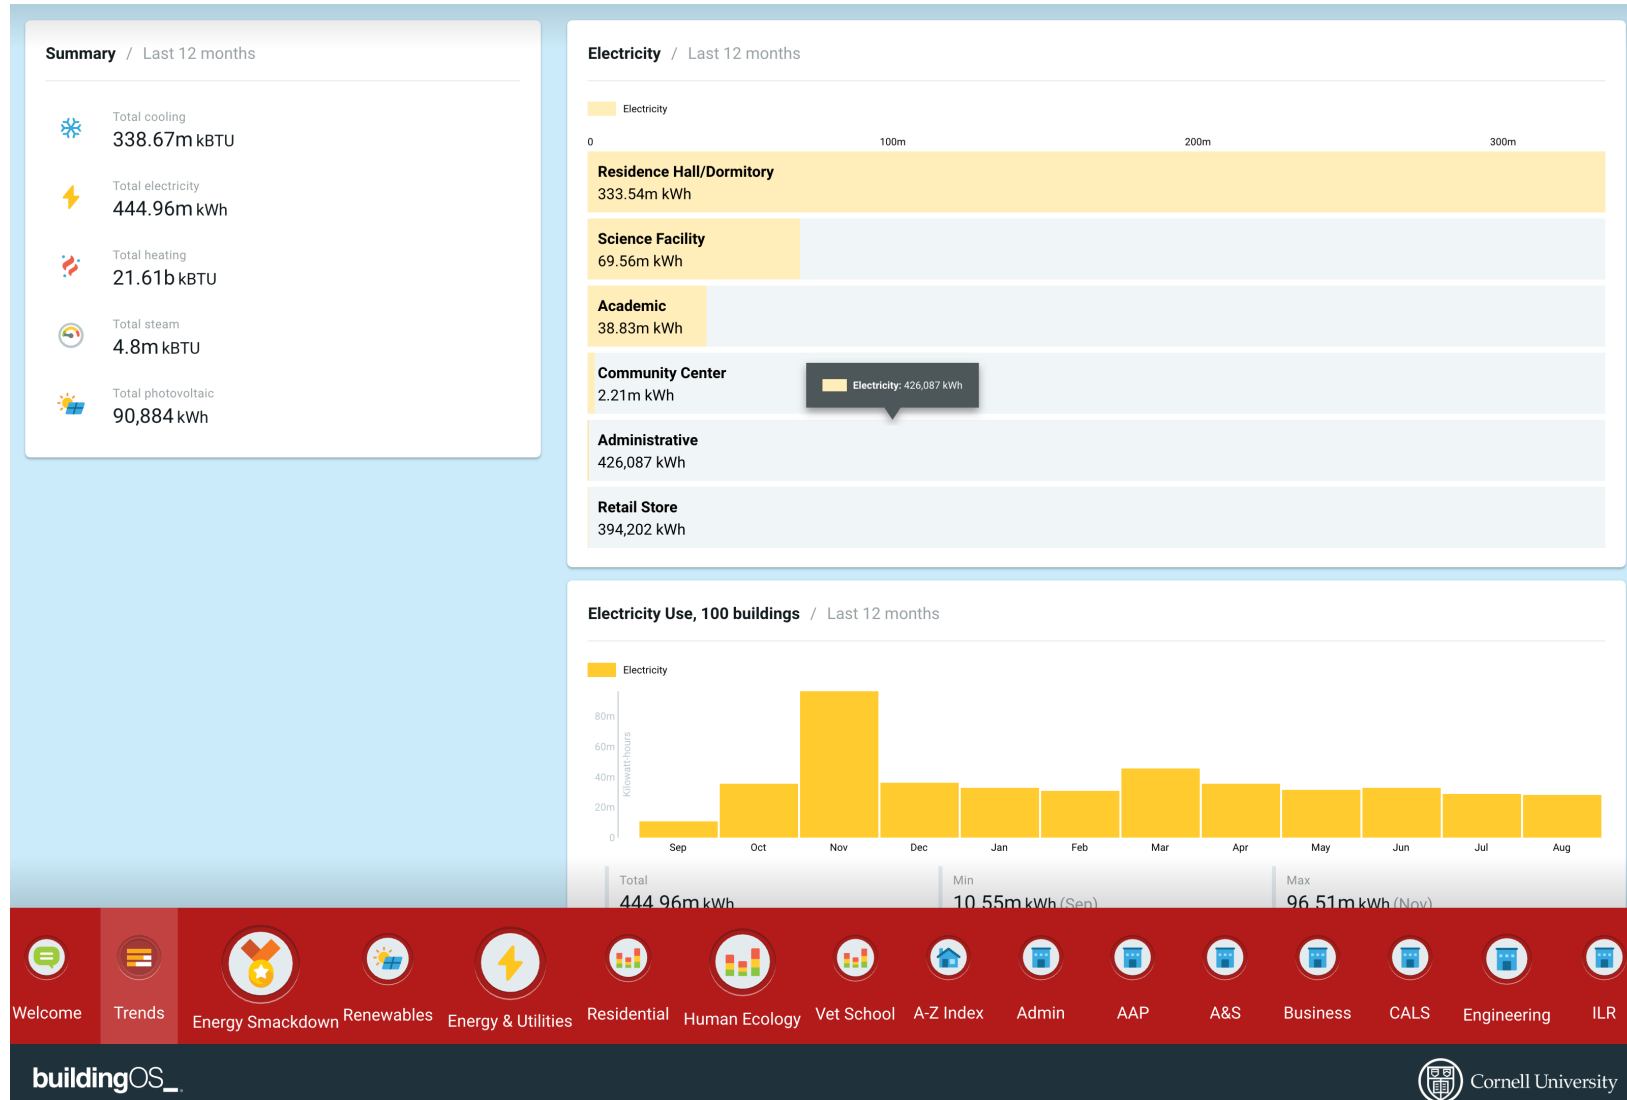 Summary / Last 12 months
Total cooling
338.67m kBTU
Total electricity
444.96m kWh
Total heating
21.61b kBTU
Total steam
4.8m kBTU
Total photovoltaic
90,884 kWh
Electricity / Last 12 months
Electricity
0 100m 200m 300m
Residence Hall/Dormitory
333.54m kWh
Science Facility
69.56m kWh
Academic
38.83m kWh
Community Center
2.21m kWh
Electricity: 426,087 kWh
Administrative
426,087 kWh
Retail Store
394,202 kWh
Electricity Use, 100 buildings / Last 12 months
Electricity
80m
60m
40m
20m
0
Kilowatt-hours
Sep Oct Nov Dec Jan Feb Mar Apr May Jun Jul Aug
Total
444.96m kWh
Min
10.55m kWh (Sep)
Max
96.51m kWh (Nov)
Welcome
Trends
Energy Smackdown
Renewables
Energy & Utilities
Residential
Human Ecology
Vet School
A-Z Index
Admin
AAP
A&S
Business
CALS
Engineering
ILR
buildingOS_
Cornell University